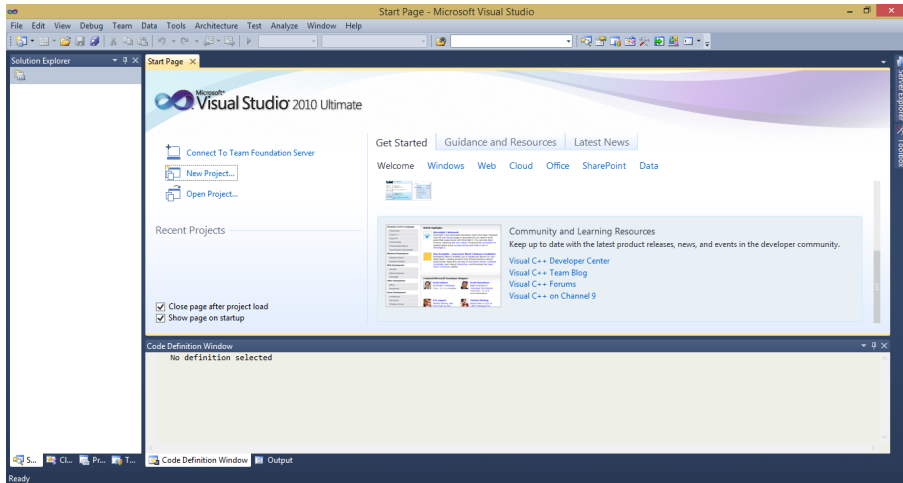 Start Page - Microsoft Visual Studio
File Edit View Debug Team Data Tools Architecture Test Analyze Window Help
Solution Explorer
Start Page
Microsoft
Visual Studio 2010 Ultimate
Connect To Team Foundation Server
New Project...
Open Project...
Recent Projects
Close page after project load
Show page on startup
Get Started Guidance and Resources Latest News
Welcome Windows Web Cloud Office SharePoint Data
Community and Learning Resources
Keep up to date with the latest product releases, news, and events in the developer community.
Visual C++ Developer Center
Visual C++ Team Blog
Visual C++ Forums
Visual C++ on Channel 9
Server Explorer
Toolbox
Code Definition Window
No definition selected
S... Cl... Pr... T...
Code Definition Window Output
Ready